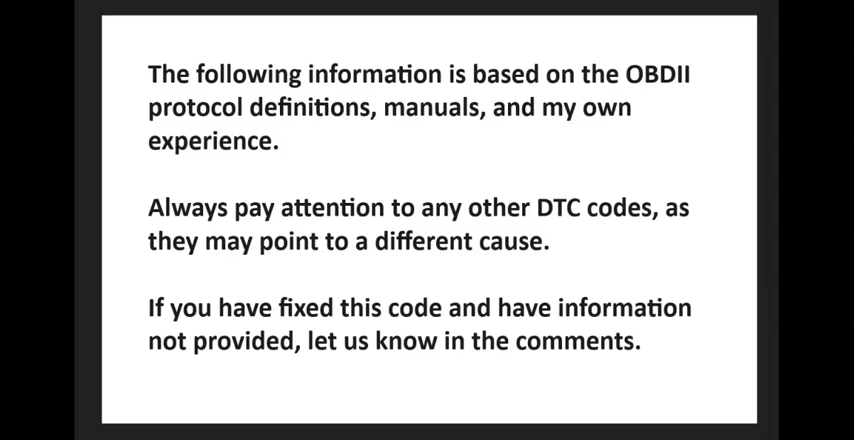 The following information is based on the OBDII
protocol definitions, manuals, and my own
experience.
Always pay attention to any other DTC codes, as
they may point to a different cause.
If you have fixed this code and have information
not provided, let us know in the comments.